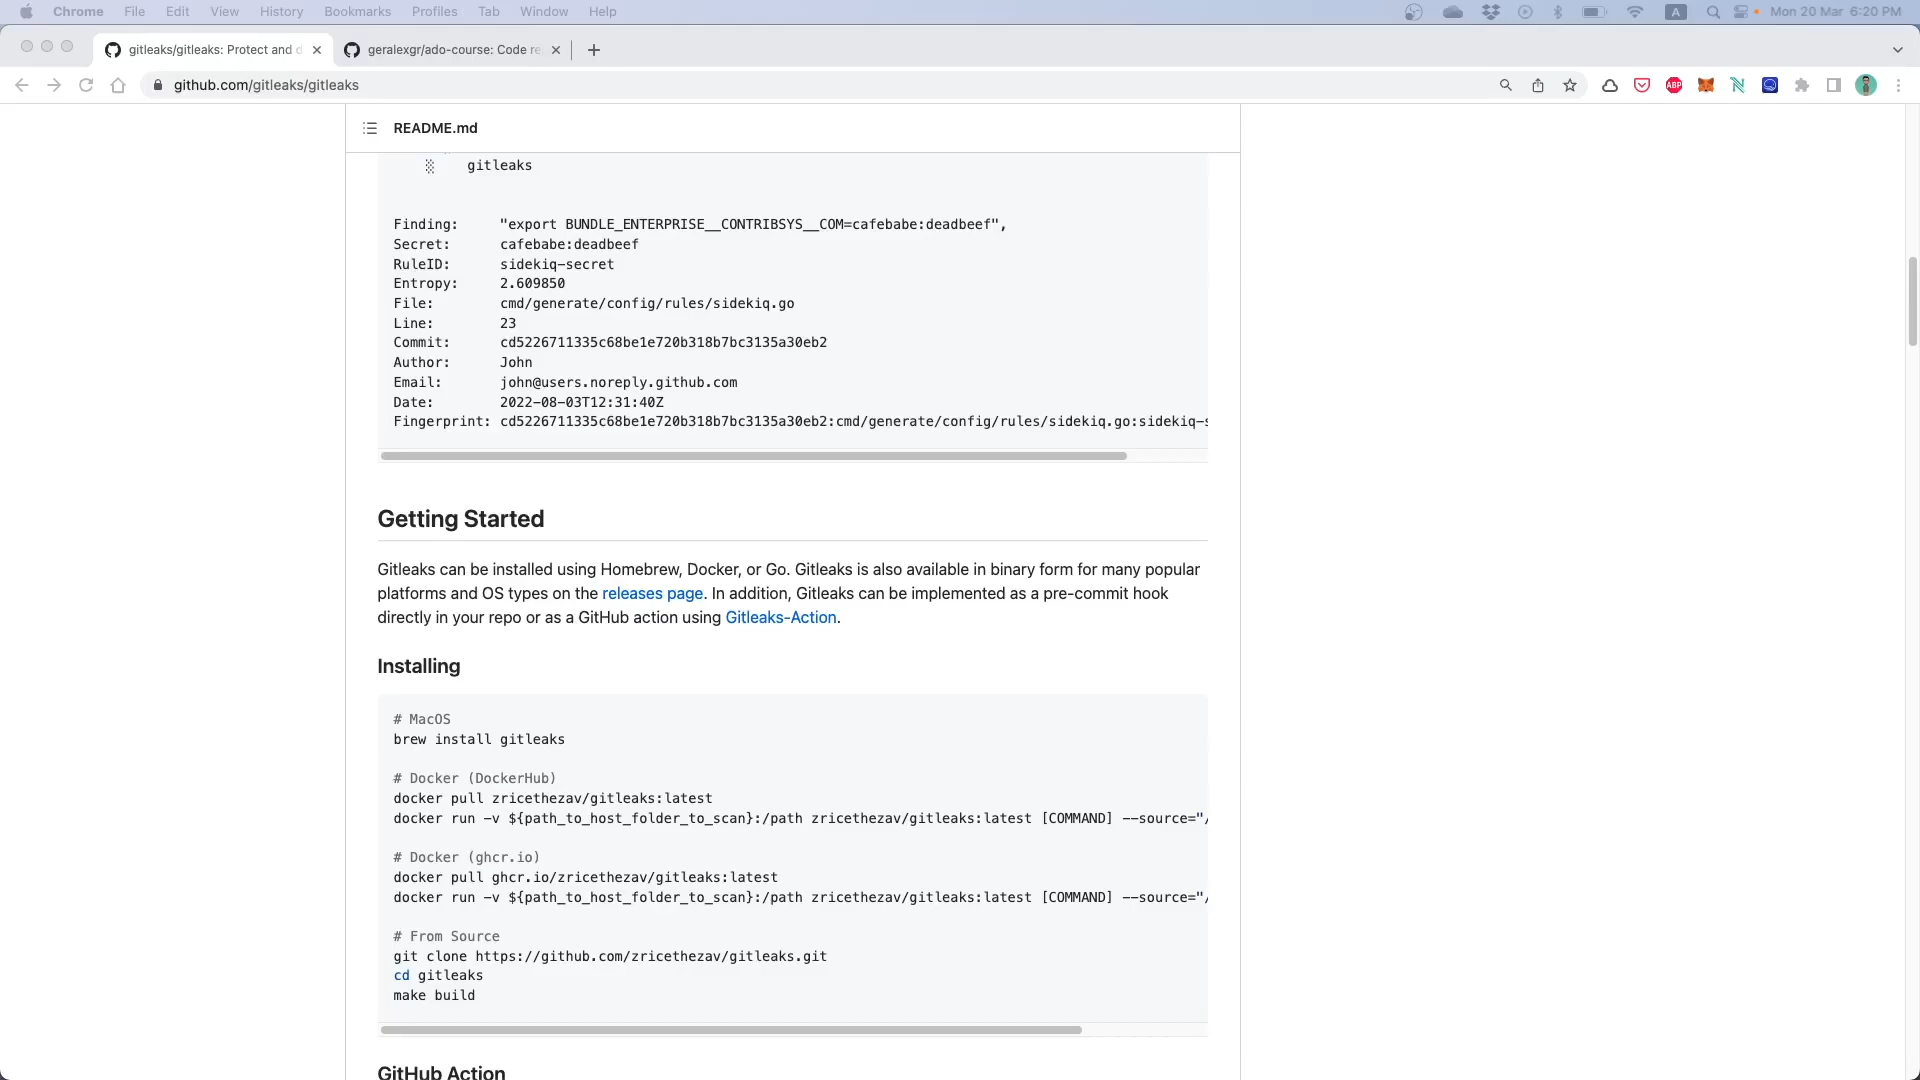 Chrome File Edit View History Bookmarks Profiles Tab Window Help
A Mon 20 Mar 6:20 PM
gitleaks/gitleaks: Protect and d
geralexgr/ado-course: Code re
github.com/gitleaks/gitleaks
ABP
README.md
░ gitleaks
Finding: "export BUNDLE_ENTERPRISE__CONTRIBSYS__COM=cafebabe:deadbeef",
Secret: cafebabe:deadbeef
RuleID: sidekiq-secret
Entropy: 2.609850
File: cmd/generate/config/rules/sidekiq.go
Line: 23
Commit: cd5226711335c68be1e720b318b7bc3135a30eb2
Author: John
Email: john@users.noreply.github.com
Date: 2022-08-03T12:31:40Z
Fingerprint: cd5226711335c68be1e720b318b7bc3135a30eb2:cmd/generate/config/rules/sidekiq.go:sidekiq-s
Getting Started
Gitleaks can be installed using Homebrew, Docker, or Go. Gitleaks is also available in binary form for many popular
platforms and OS types on the releases page. In addition, Gitleaks can be implemented as a pre-commit hook
directly in your repo or as a GitHub action using Gitleaks-Action.
Installing
# MacOS
brew install gitleaks
# Docker (DockerHub)
docker pull zricethezav/gitleaks:latest
docker run -v ${path_to_host_folder_to_scan}:/path zricethezav/gitleaks:latest [COMMAND] --source="/
# Docker (ghcr.io)
docker pull ghcr.io/zricethezav/gitleaks:latest
docker run -v ${path_to_host_folder_to_scan}:/path zricethezav/gitleaks:latest [COMMAND] --source="/
# From Source
git clone https://github.com/zricethezav/gitleaks.git
cd gitleaks
make build
GitHub Action